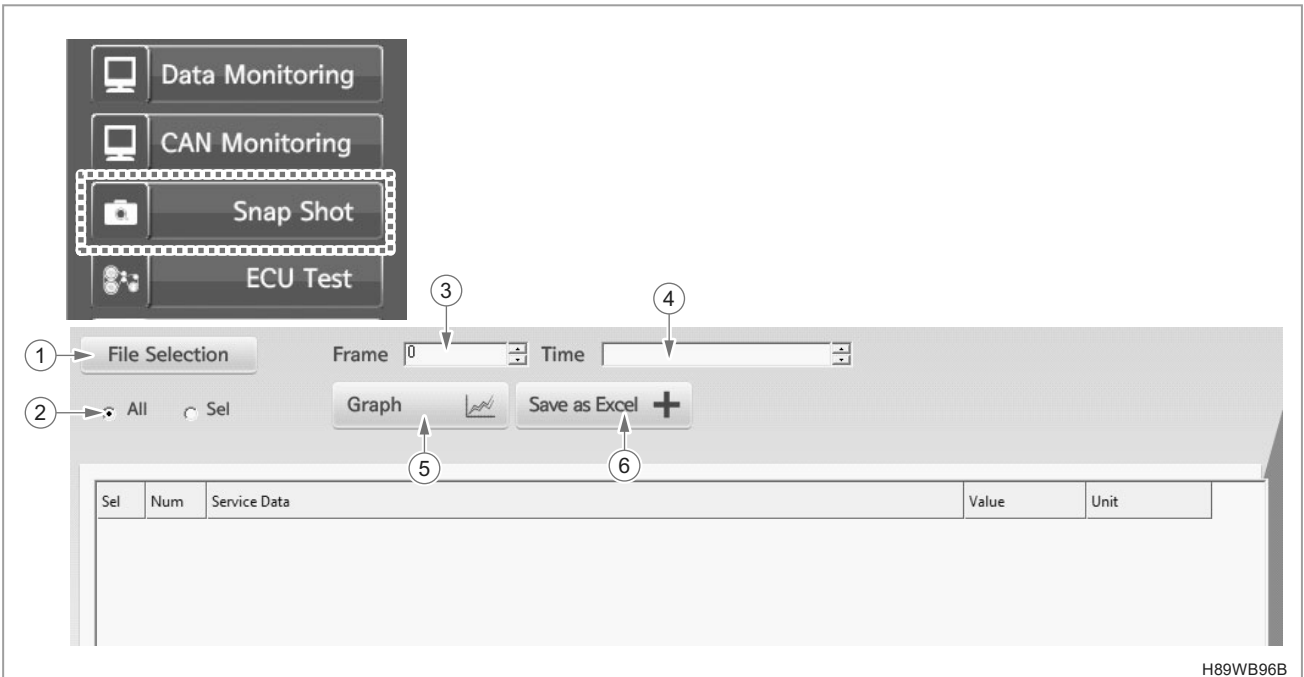 Data Monitoring
CAN Monitoring
Snap Shot
ECU Test
3
4
1 File Selection Frame 0 Time
2 All Sel Graph Save as Excel
5
6
Sel Num Service Data Value Unit
H89WB96B